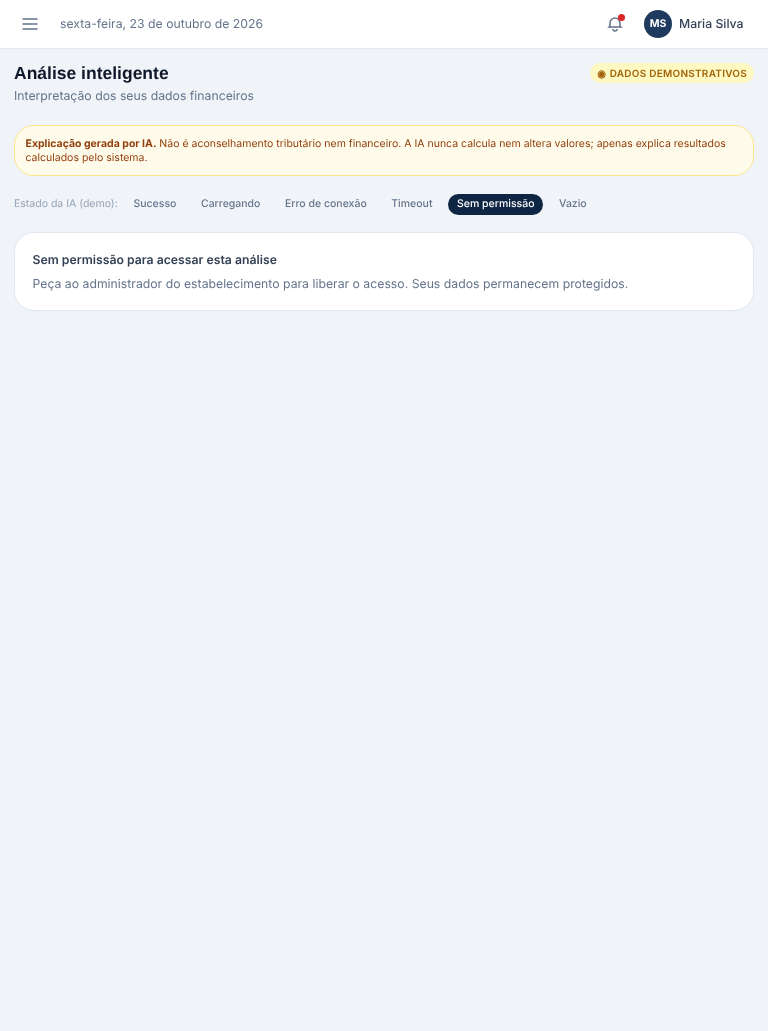 sexta-feira, 23 de outubro de 2026
MS Maria Silva
Análise inteligente
◉ DADOS DEMONSTRATIVOS
Interpretação dos seus dados financeiros
Explicação gerada por IA. Não é aconselhamento tributário nem financeiro. A IA nunca calcula nem altera valores; apenas explica resultados
calculados pelo sistema.
Estado da IA (demo): Sucesso Carregando Erro de conexão Timeout Sem permissão Vazio
Sem permissão para acessar esta análise
Peça ao administrador do estabelecimento para liberar o acesso. Seus dados permanecem protegidos.